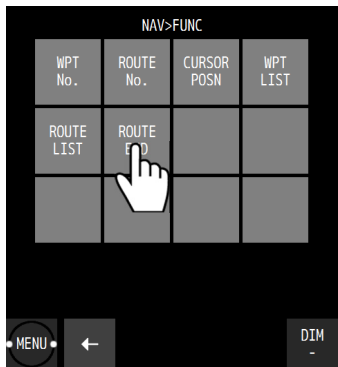 NAV>FUNC
WPT
No.
ROUTE
No.
CURSOR
POSN
WPT
LIST
ROUTE
LIST
ROUTE
MENU
←
DIM
-